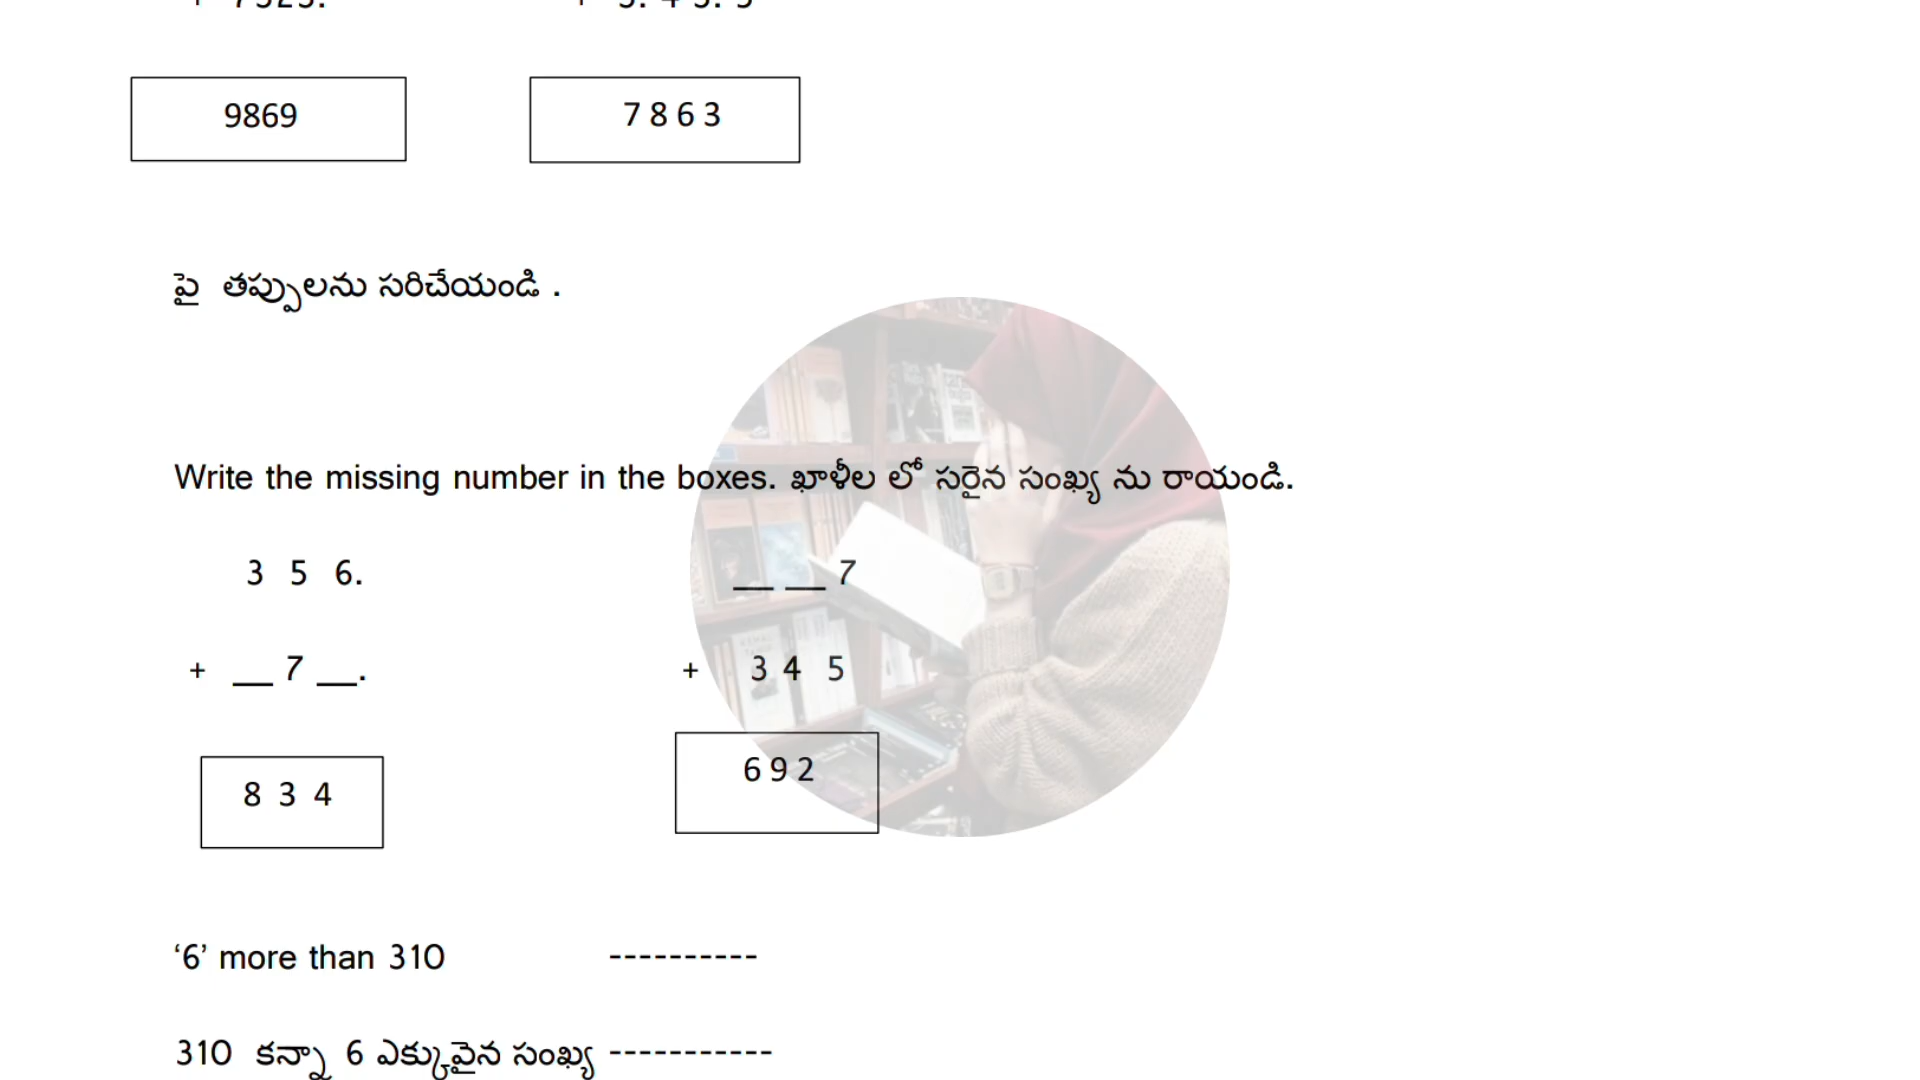 9869 7 8 6 3
పై తప్పులను సరిచేయండి .
Write the missing number in the boxes. ఖాళీల లో సరైన సంఖ్య ను రాయండి.
3 5 6. __ __ 7
+ __ 7 __. + 3 4 5
8 3 4 6 9 2
‘6’ more than 310 ----------
310 కన్నా 6 ఎక్కువైన సంఖ్య -----------